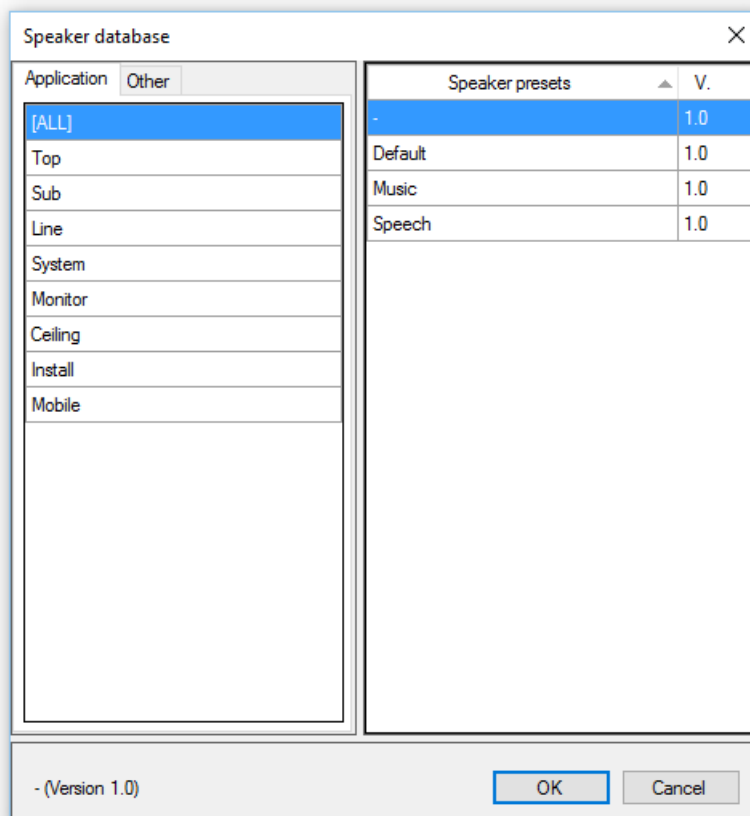 Speaker database
Application Other
[ALL]
Top
Sub
Line
System
Monitor
Ceiling
Install
Mobile
Speaker presets V.
- 1.0
Default 1.0
Music 1.0
Speech 1.0
- (Version 1.0)
OK Cancel